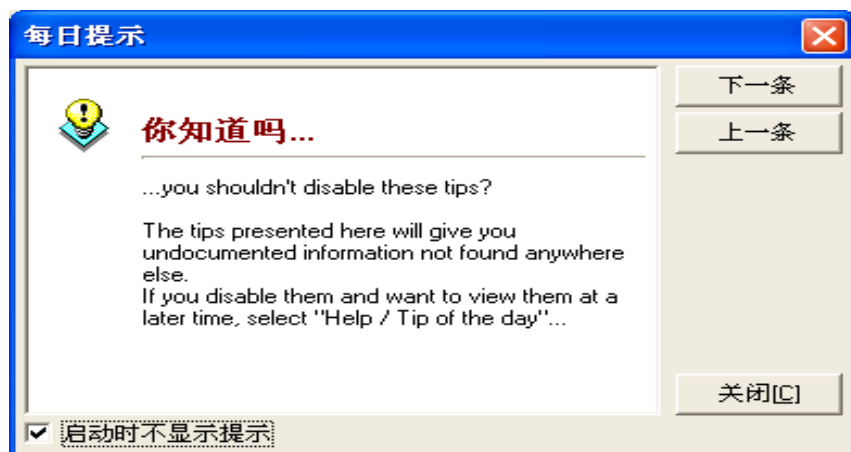 每日提示
你知道吗...
...you shouldn't disable these tips?
The tips presented here will give you
undocumented information not found anywhere
else.
If you disable them and want to view them at a
later time, select "Help / Tip of the day"...
下一条
上一条
关闭[C]
启动时不显示提示